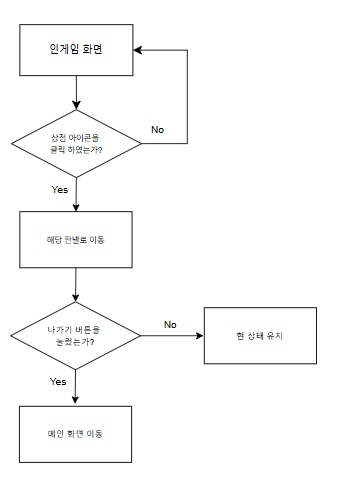 인게임 화면
상점 아이콘을
클릭 하였는가?
No
Yes
해당 판넬로 이동
나가기 버튼을
눌렀는가?
No
현 상태 유지
Yes
메인 화면 이동